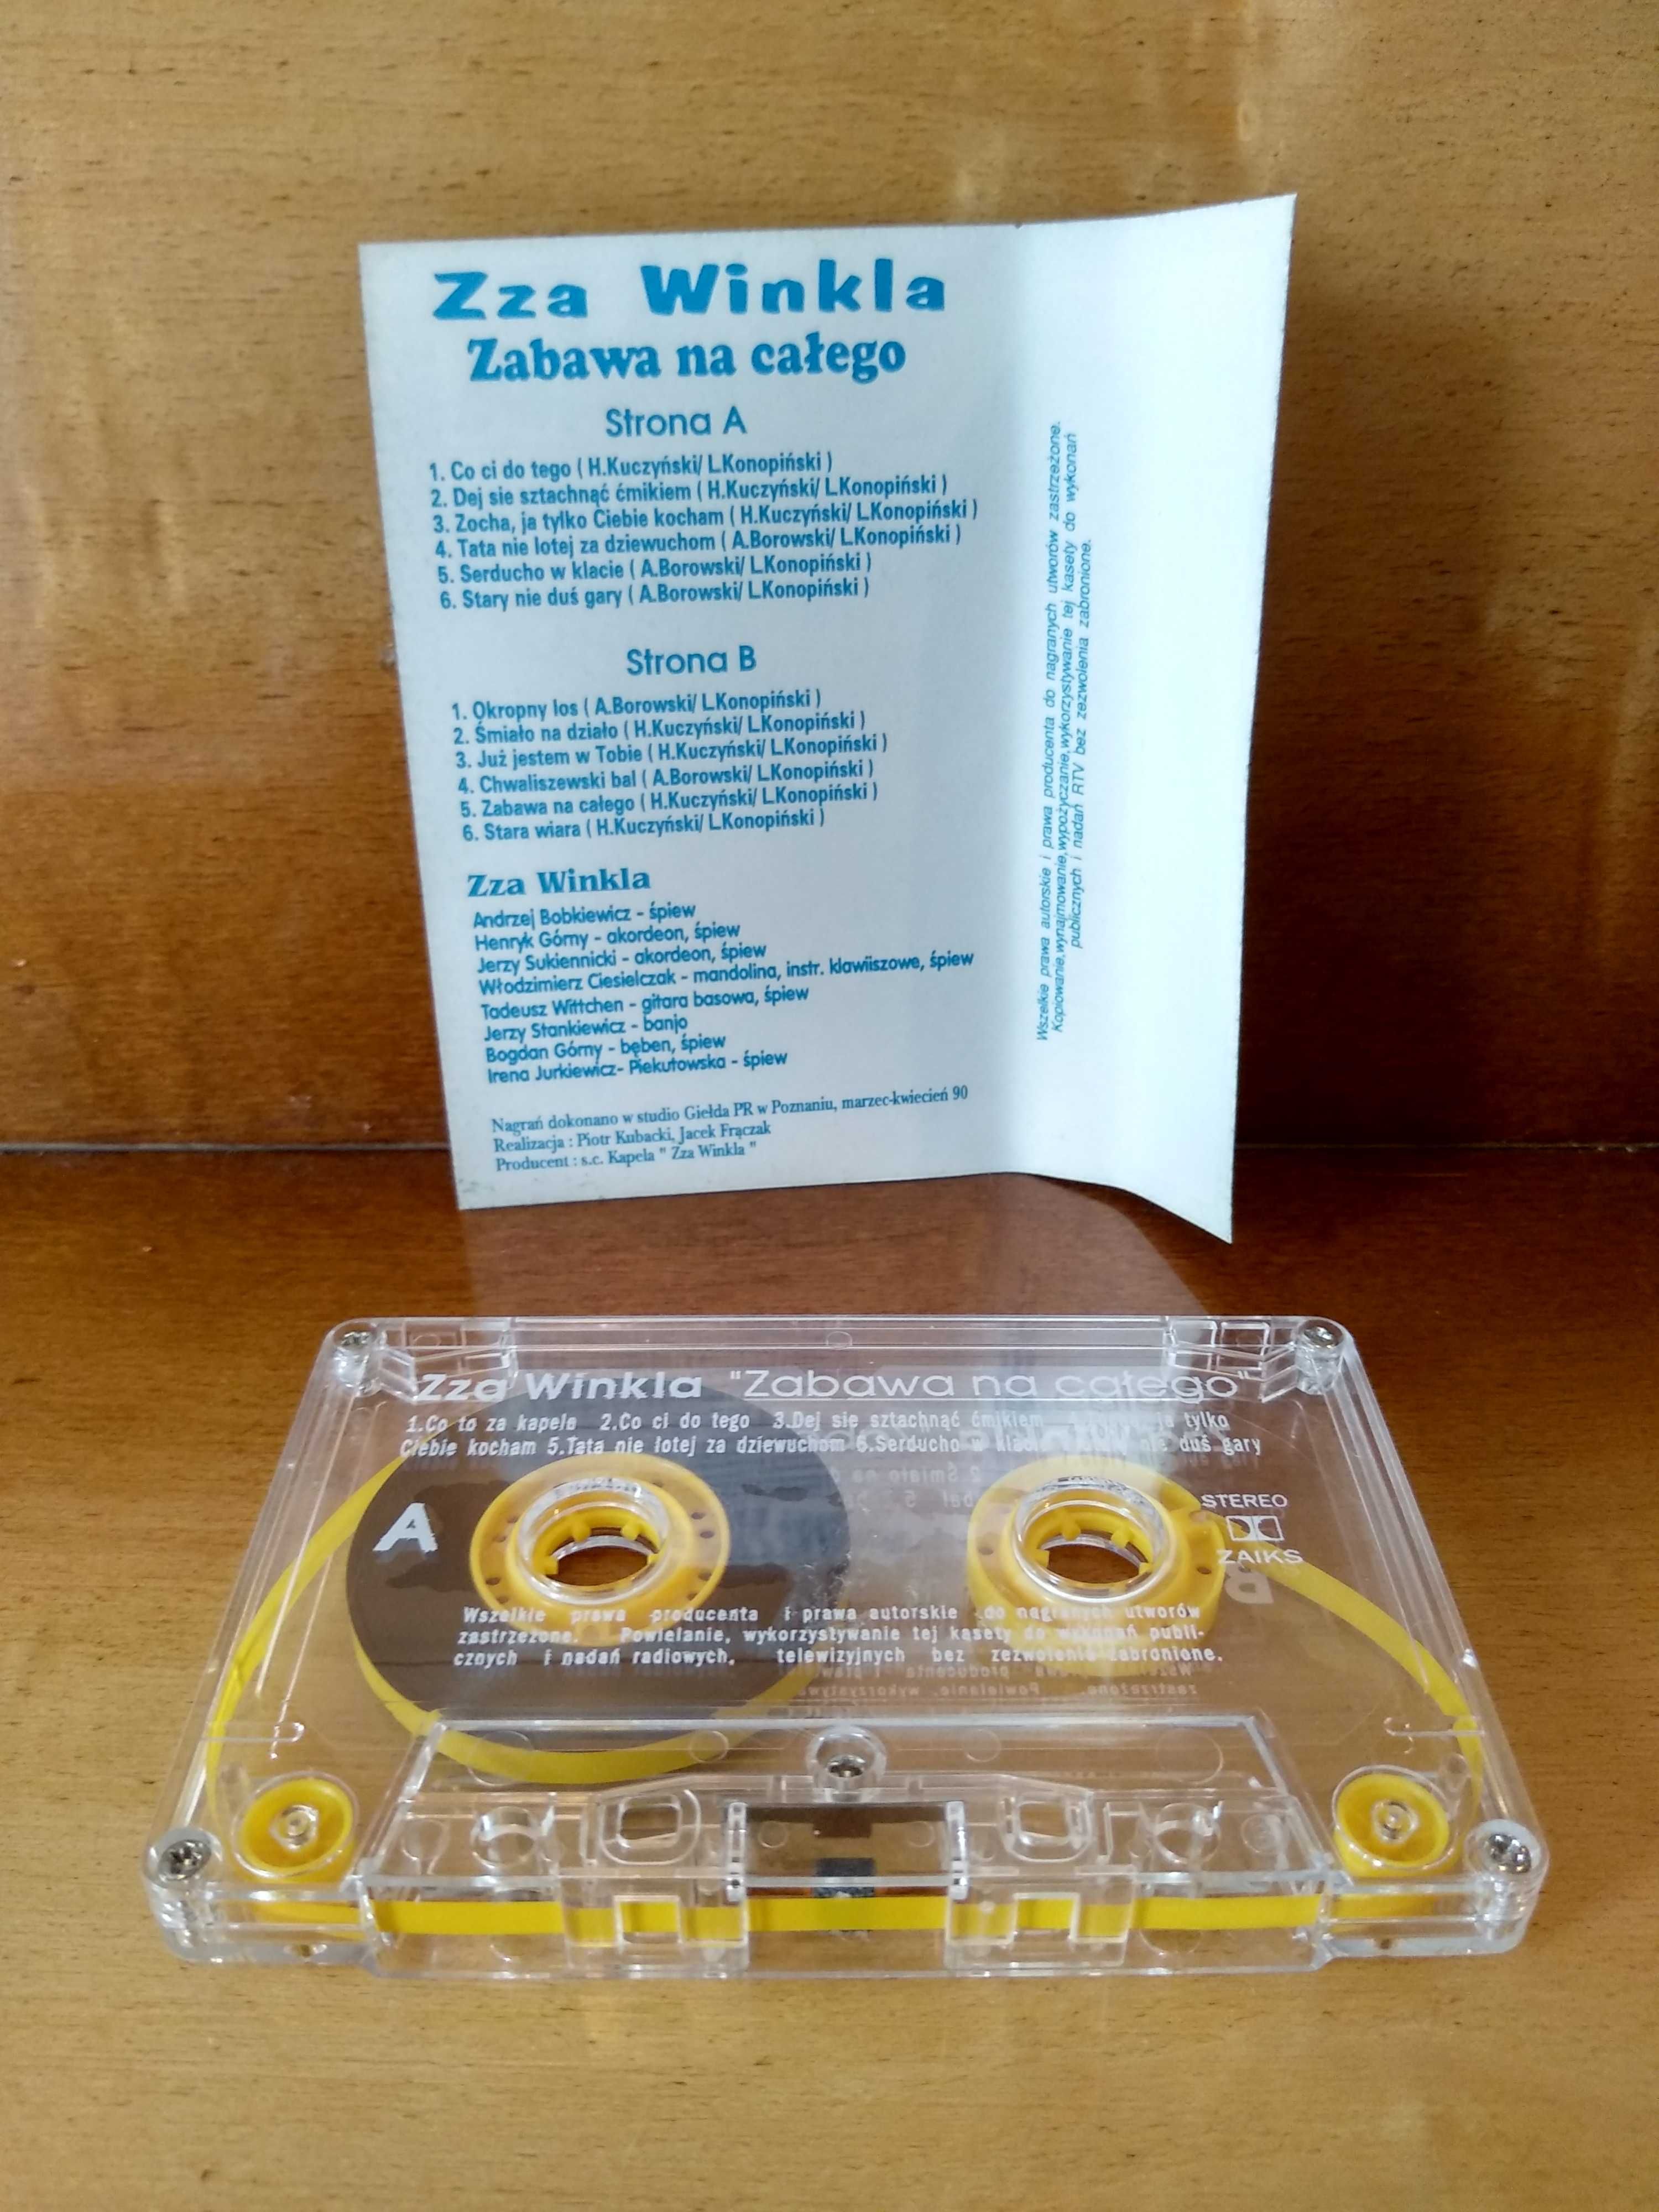 Zza Winkla
Zabawa na całego
Strona A
1. Co ci do tego ( H.Kuczyński/ L.Konopiński )
2. Dej sie sztachnąć ćmikiem ( H.Kuczyński/ L.Konopiński )
3. Zocha, ja tylko Ciebie kocham ( H.Kuczyński/ L.Konopiński )
4. Tata nie lotej za dziewuchom ( A.Borowski/ L.Konopiński )
5. Serducho w klacie ( A.Borowski/ L.Konopiński )
6. Stary nie duś gary ( A.Borowski/ L.Konopiński )
Strona B
1. Okropny los ( A.Borowski/ L.Konopiński )
2. Śmiało na działo ( H.Kuczyński/ L.Konopiński )
3. Już jestem w Tobie ( H.Kuczyński/ L.Konopiński )
4. Chwaliszewski bal ( A.Borowski/ L.Konopiński )
5. Zabawa na całego ( H.Kuczyński/ L.Konopiński )
6. Stara wiara ( H.Kuczyński/ L.Konopiński )
Zza Winkla
Andrzej Bobkiewicz - śpiew
Henryk Górny - akordeon, śpiew
Jerzy Sukiennicki - akordeon, śpiew
Włodzimierz Ciesielczak - mandolina, instr. klawiiszowe, śpiew
Tadeusz Wittchen - gitara basowa, śpiew
Jerzy Stankiewicz - banjo
Bogdan Górny - bęben, śpiew
Irena Jurkiewicz- Piekutowska - śpiew
Nagrań dokonano w studio Giełda PR w Poznaniu, marzec-kwiecień 90
Realizacja : Piotr Kubacki, Jacek Frączak
Producent : s.c. Kapela " Zza Winkla "
Wszelkie prawa autorskie i prawa producenta do nagranych utworów zastrzeżone.
Kopiowanie,wynajmowanie,wypożyczanie,wykorzystywanie tej kasety do wykonań
publicznych i nadań RTV bez zezwolenia zabronione.
Zza Winkla "Zabawa na całego"
1.Co to za kapela 2.Co ci do tego 3.Dej sie sztachnąć ćmikiem tylko
Ciebie kocham 5.Tata nie lotej za dziewuchom 6.Serducho w duś gary
A
STEREO
ZAIKS
Wszelkie prawa producenta i prawa autorskie do nagranych utworów
zastrzeżone. Powielanie, wykorzystywanie tej kasety do wykonań publi-
cznych i nadań radiowych, telewizyjnych bez zezwolenia zabronione.
B